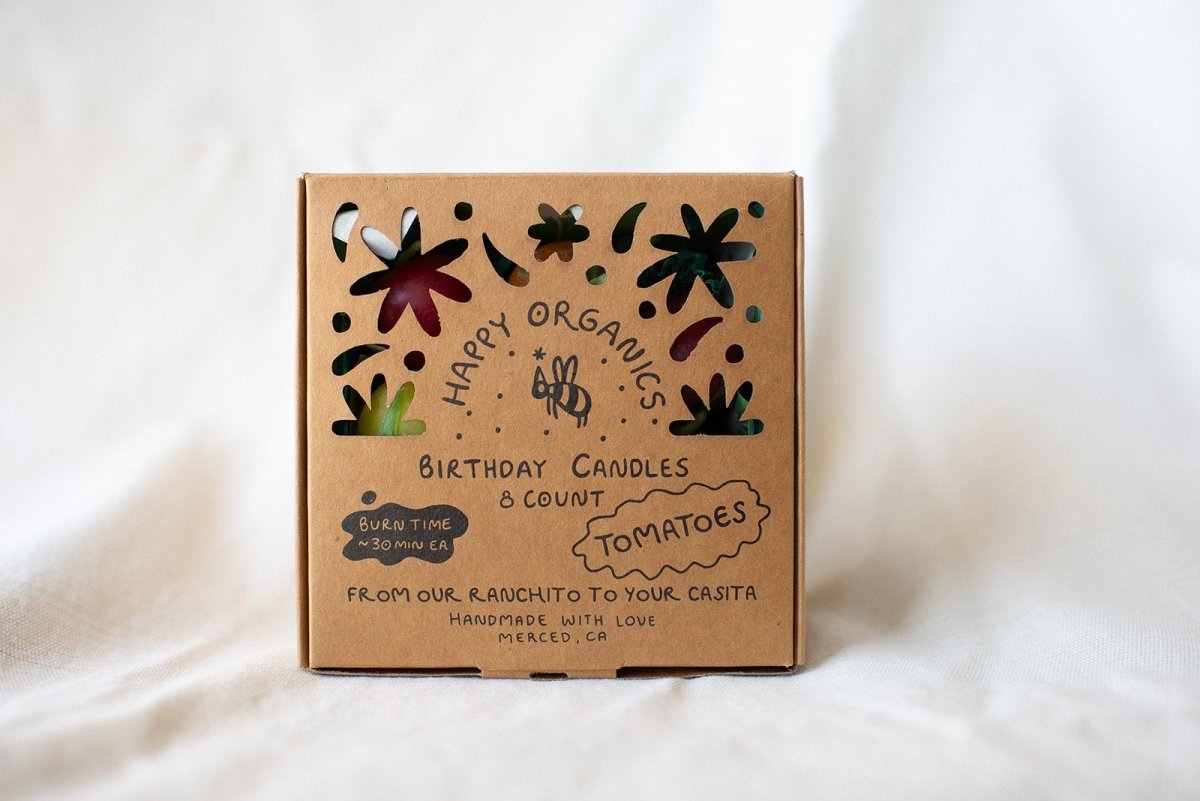 HAPPY ORGANICS
BIRTHDAY CANDLES
8 COUNT
BURN TIME
~30 MIN EA
TOMATOES
FROM OUR RANCHITO TO YOUR CASITA
HANDMADE WITH LOVE
MERCED, CA